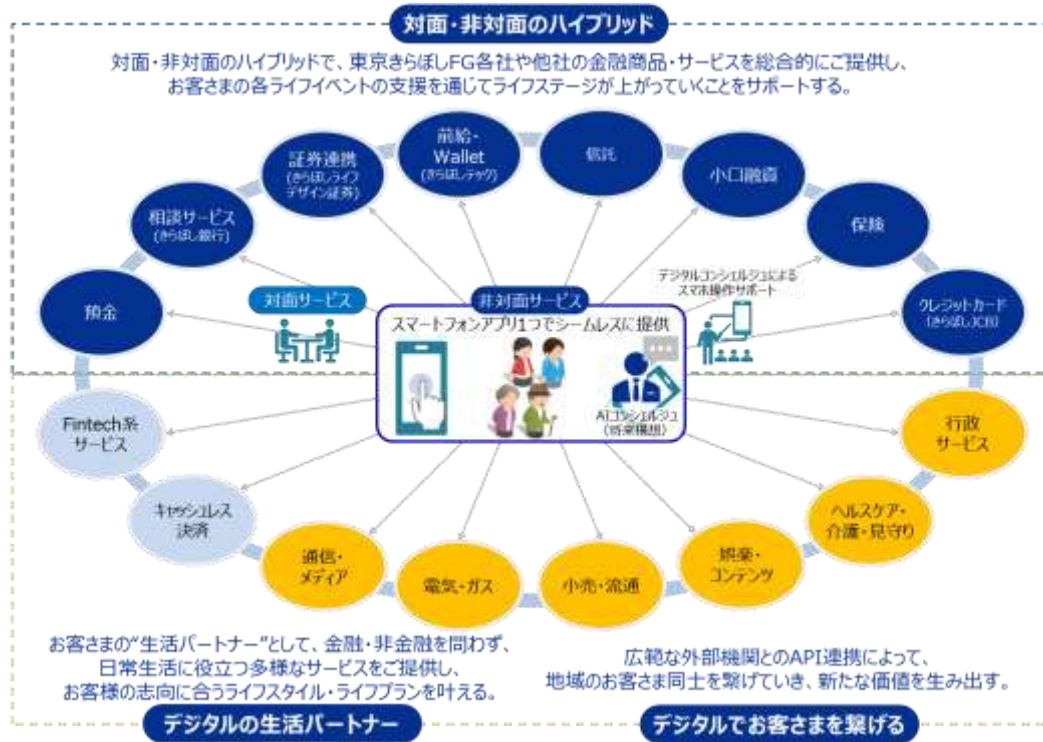 対面・非対面のハイブリッド
対面・非対面のハイブリッドで、東京きらぼしFG各社や他社の金融商品・サービスを総合的にご提供し、
お客さまの各ライフイベントの支援を通じてライフステージが上がっていくことをサポートする。
前給・
Wallet
(きらぼしテック)
信託
証券連携
(きらぼしライフ
デザイン証券)
小口融資
相談サービス
(きらぼし銀行)
保険
預金
対面サービス
非対面サービス
デジタルコンシェルジュによる
スマホ操作サポート
クレジットカード
(きらぼしJCB)
スマートフォンアプリ1つでシームレスに提供
AIコンシェルジュ
(将来構想)
Fintech系
サービス
行政
サービス
キャッシュレス
決済
ヘルスケア・
介護・見守り
通信・
メディア
電気・ガス
小売・流通
娯楽・
コンテンツ
お客さまの“生活パートナー”として、金融・非金融を問わず、
日常生活に役立つ多様なサービスをご提供し、
お客様の志向に合うライフスタイル・ライフプランを叶える。
広範な外部機関とのAPI連携によって、
地域のお客さま同士を繋げていき、新たな価値を生み出す。
デジタルの生活パートナー
デジタルでお客さまを繋げる